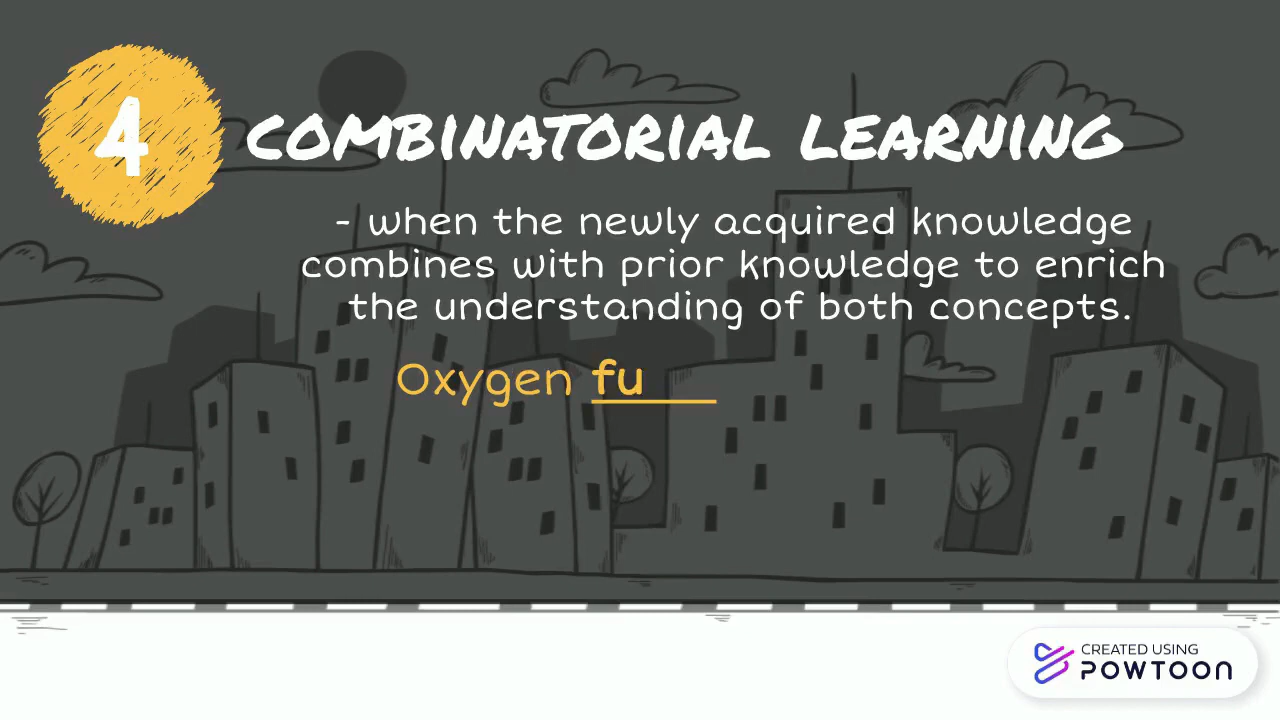 4
COMBINATORIAL LEARNING
- when the newly acquired knowledge
combines with prior knowledge to enrich
the understanding of both concepts.
Oxygen fu
CREATED USING
POWTOON